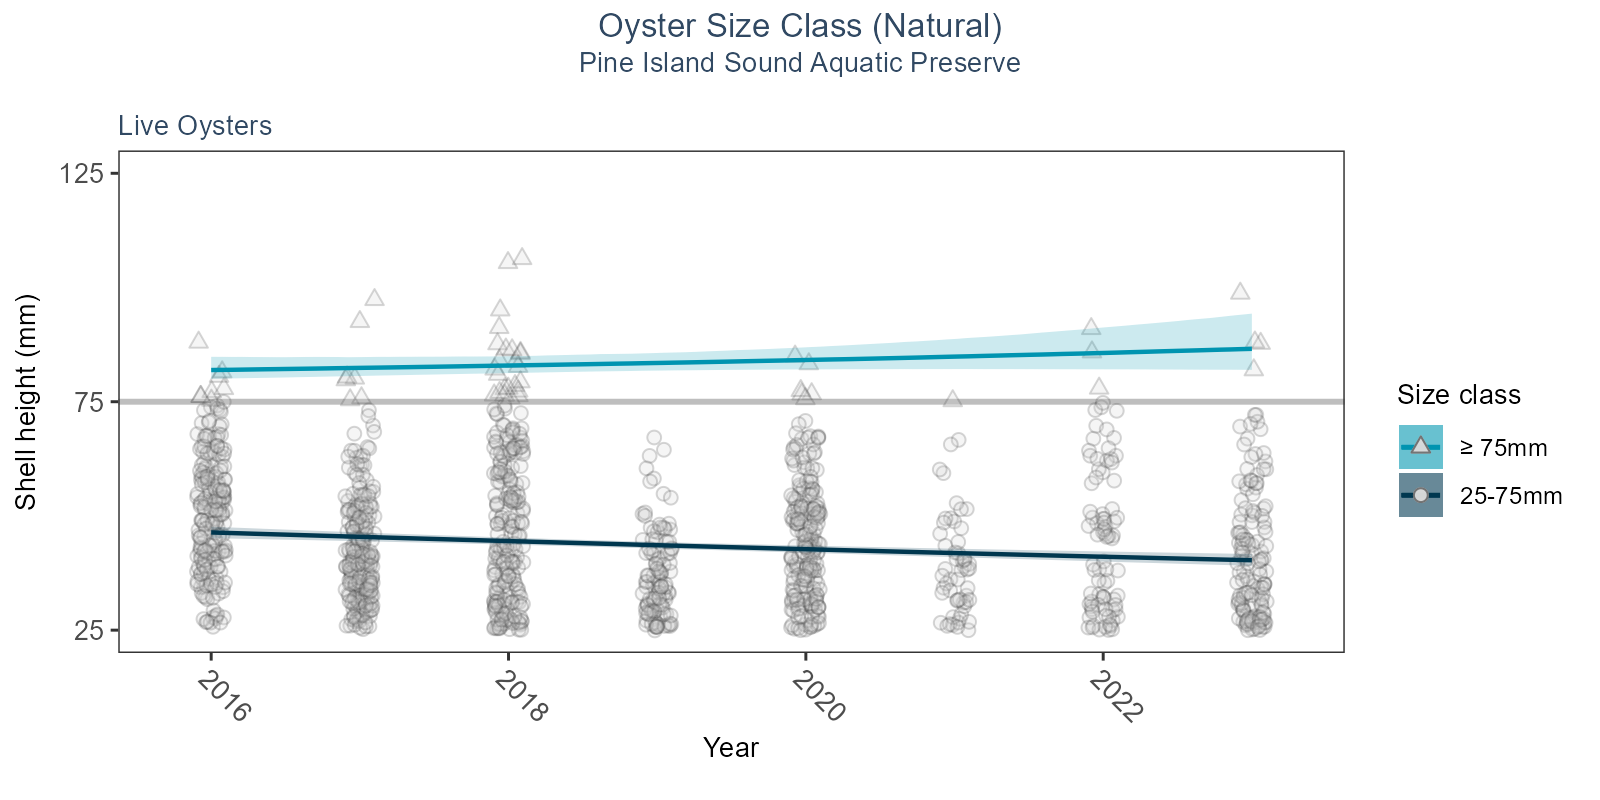 Oyster Size Class (Natural)
Pine Island Sound Aquatic Preserve
Live Oysters
125
75
25
Shell height (mm)
2016
2018
2020
2022
Year
Size class
≥ 75mm
25-75mm